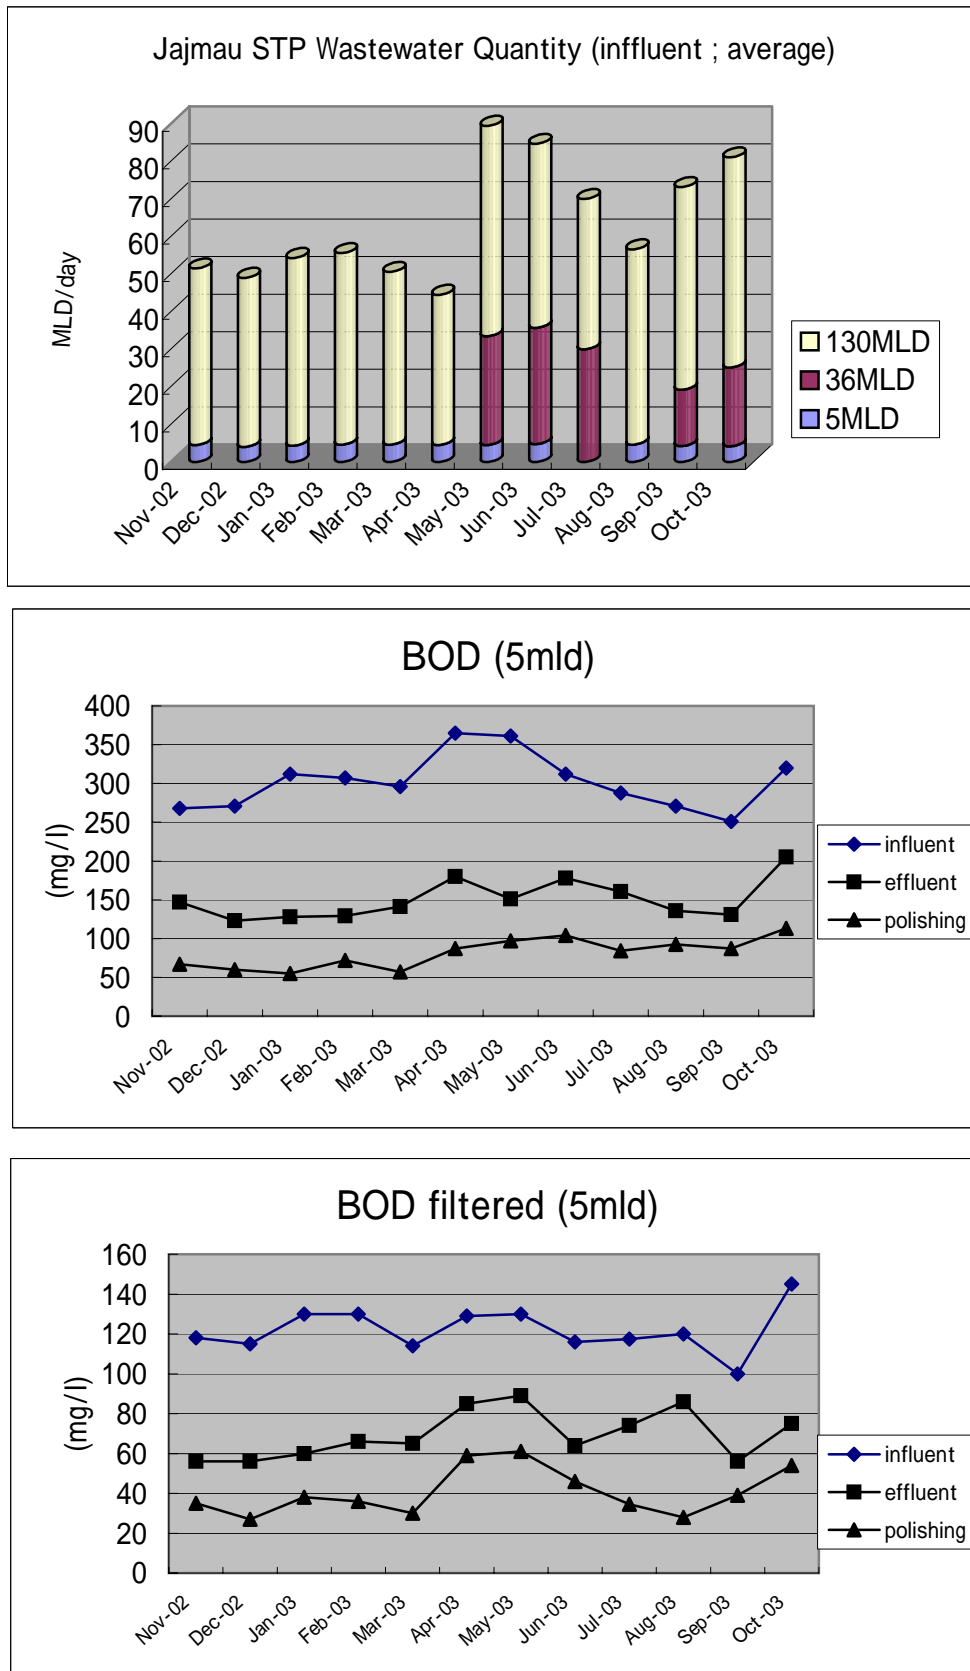 Jajmau STP Wastewater Quantity (inffluent ; average)
90
80
70
60
50
40
30
20
10
0
MLD/day
Nov-02
Dec-02
Jan-03
Feb-03
Mar-03
Apr-03
May-03
Jun-03
Jul-03
Aug-03
Sep-03
Oct-03
130MLD
36MLD
5MLD
BOD (5mld)
400
350
300
250
200
150
100
50
0
(mg/l)
Nov-02
Dec-02
Jan-03
Feb-03
Mar-03
Apr-03
May-03
Jun-03
Jul-03
Aug-03
Sep-03
Oct-03
influent
effluent
polishing
BOD filtered (5mld)
160
140
120
100
80
60
40
20
0
(mg/l)
Nov-02
Dec-02
Jan-03
Feb-03
Mar-03
Apr-03
May-03
Jun-03
Jul-03
Aug-03
Sep-03
Oct-03
influent
effluent
polishing